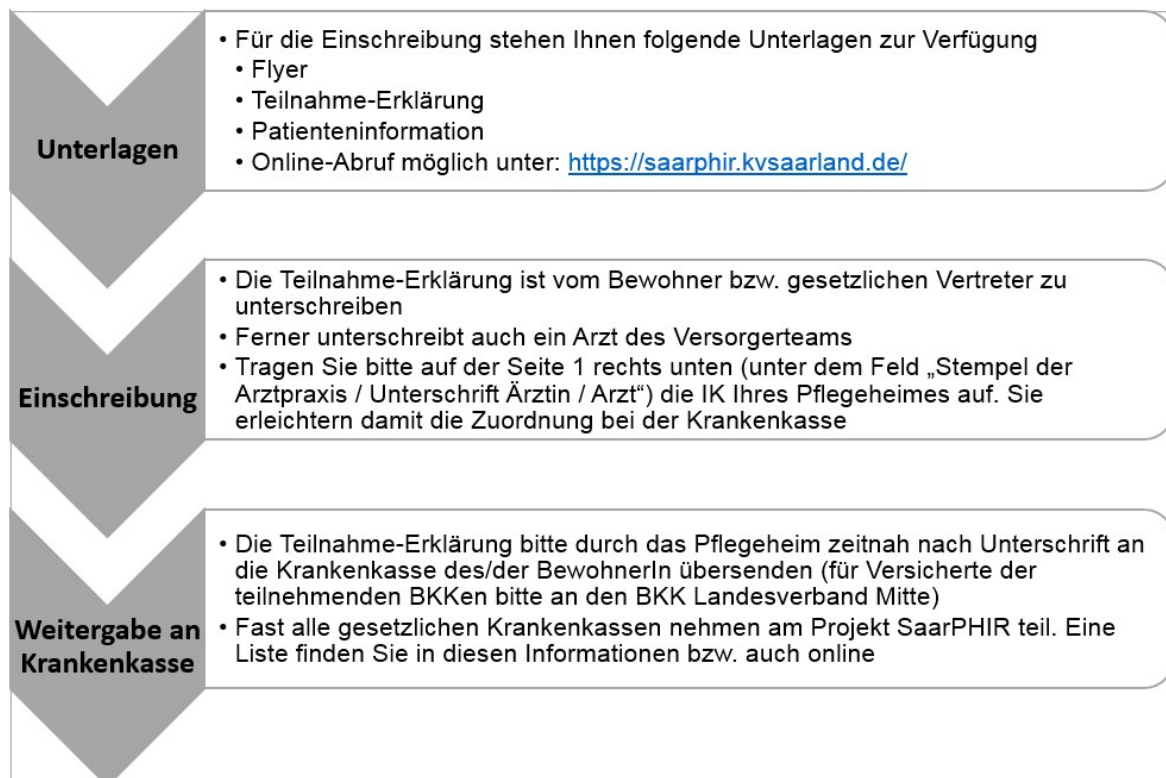 Unterlagen
• Für die Einschreibung stehen Ihnen folgende Unterlagen zur Verfügung
• Flyer
• Teilnahme-Erklärung
• Patienteninformation
• Online-Abruf möglich unter: https://saarphir.kvsaarland.de/
Einschreibung
• Die Teilnahme-Erklärung ist vom Bewohner bzw. gesetzlichen Vertreter zu
unterschreiben
• Ferner unterschreibt auch ein Arzt des Versorgerteams
• Tragen Sie bitte auf der Seite 1 rechts unten (unter dem Feld „Stempel der
Arztpraxis / Unterschrift Ärztin / Arzt“) die IK Ihres Pflegeheimes auf. Sie
erleichtern damit die Zuordnung bei der Krankenkasse
Weitergabe an
Krankenkasse
• Die Teilnahme-Erklärung bitte durch das Pflegeheim zeitnah nach Unterschrift an
die Krankenkasse des/der BewohnerIn übersenden (für Versicherte der
teilnehmenden BKKen bitte an den BKK Landesverband Mitte)
• Fast alle gesetzlichen Krankenkassen nehmen am Projekt SaarPHIR teil. Eine
Liste finden Sie in diesen Informationen bzw. auch online